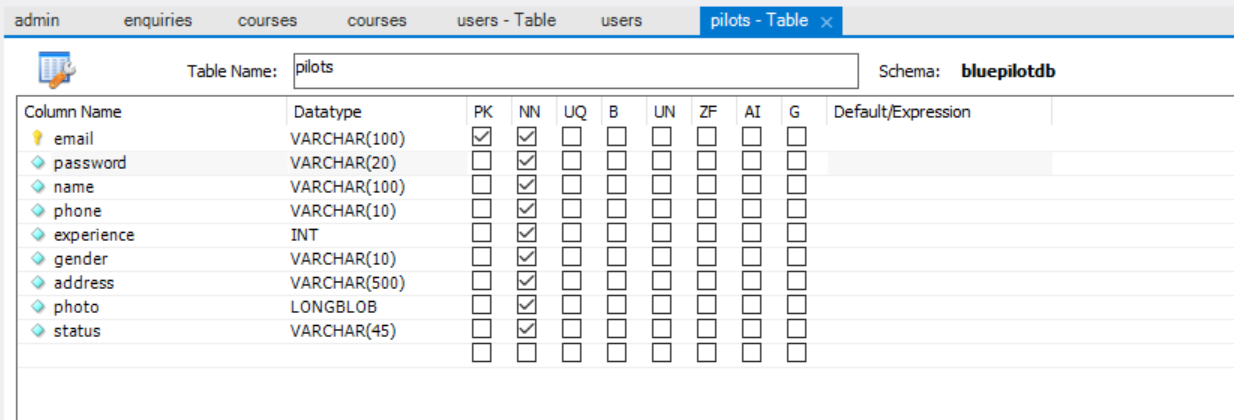 admin enquiries courses courses users - Table users pilots - Table ×
Table Name: pilots Schema: bluepilotdb
Column Name Datatype PK NN UQ B UN ZF AI G Default/Expression
email VARCHAR(100)
password VARCHAR(20)
name VARCHAR(100)
phone VARCHAR(10)
experience INT
gender VARCHAR(10)
address VARCHAR(500)
photo LONGBLOB
status VARCHAR(45)